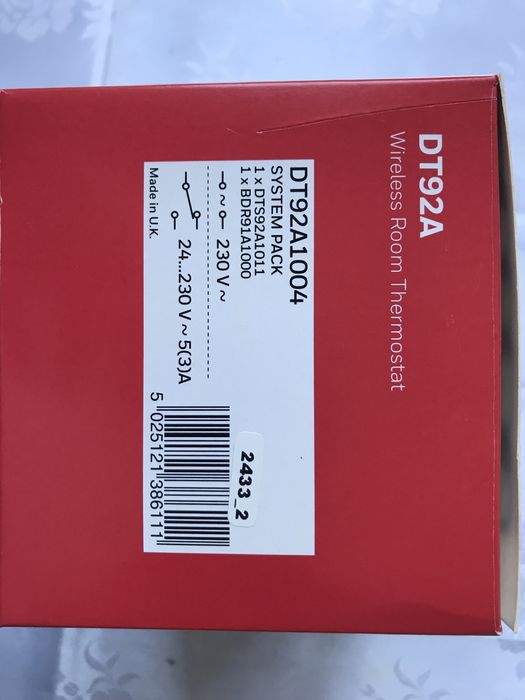 DT92A
Wireless Room Thermostat
DT92A1004
SYSTEM PACK
1 x DTS92A1011
1 x BDR91A1000
~ 230 V ~
24...230 V ~ 5(3)A
Made in U.K.
2433_2
5 025121 386111